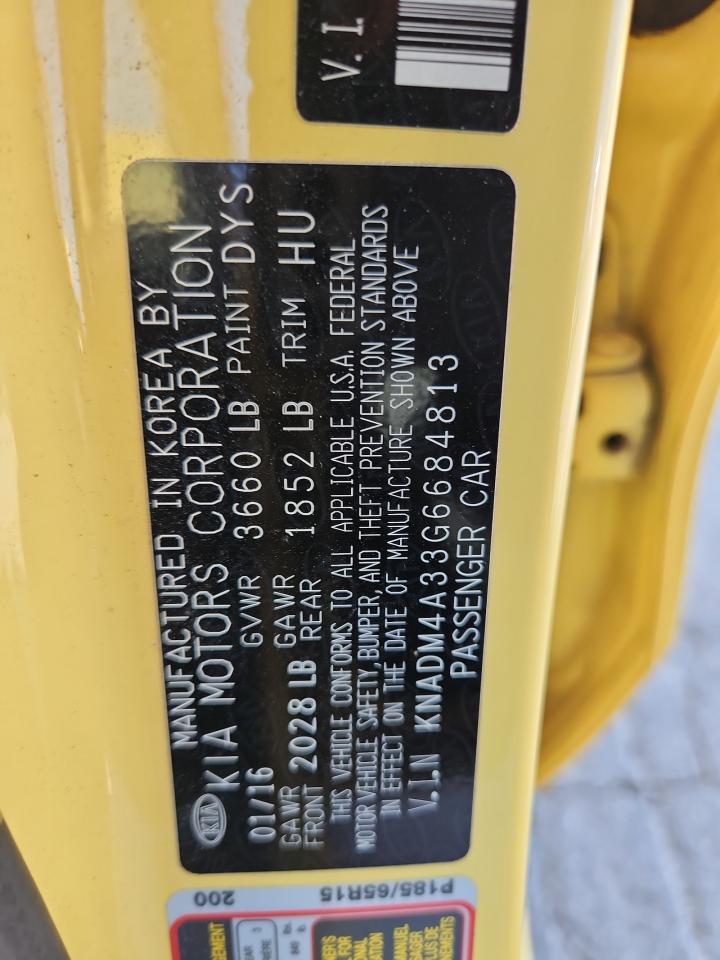 V. I.
MANUFACTURED IN KOREA BY
KIA MOTORS CORPORATION
KIA
01/16 GVWR 3660 LB PAINT DYS
GAWR FRONT 2028 LB GAWR REAR 1852 LB TRIM HU
THIS VEHICLE CONFORMS TO ALL APPLICABLE U.S.A. FEDERAL
MOTOR VEHICLE SAFETY,BUMPER,AND THEFT PREVENTION STANDARDS
IN EFFECT ON THE DATE OF MANUFACTURE SHOWN ABOVE
V.I.N KNADM4A33G6684813
PASSENGER CAR
200
P185/65R15